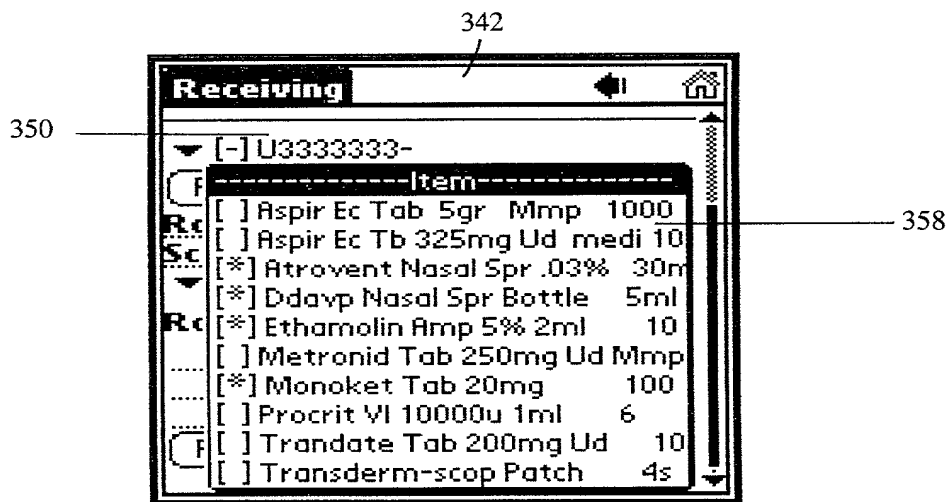 342
Receiving
350
[-] U3333333-
--------------Item--------------
[ ] Aspir Ec Tab 5gr Mmp 1000
358
[ ] Aspir Ec Tb 325mg Ud medi 10
[*] Atrovent Nasal Spr .03% 30m
[*] Ddavp Nasal Spr Bottle 5ml
[*] Ethamolin Amp 5% 2ml 10
[ ] Metronid Tab 250mg Ud Mmp
[*] Monoket Tab 20mg 100
[ ] Procrit Vl 10000u 1ml 6
[ ] Trandate Tab 200mg Ud 10
[ ] Transderm-scop Patch 4s